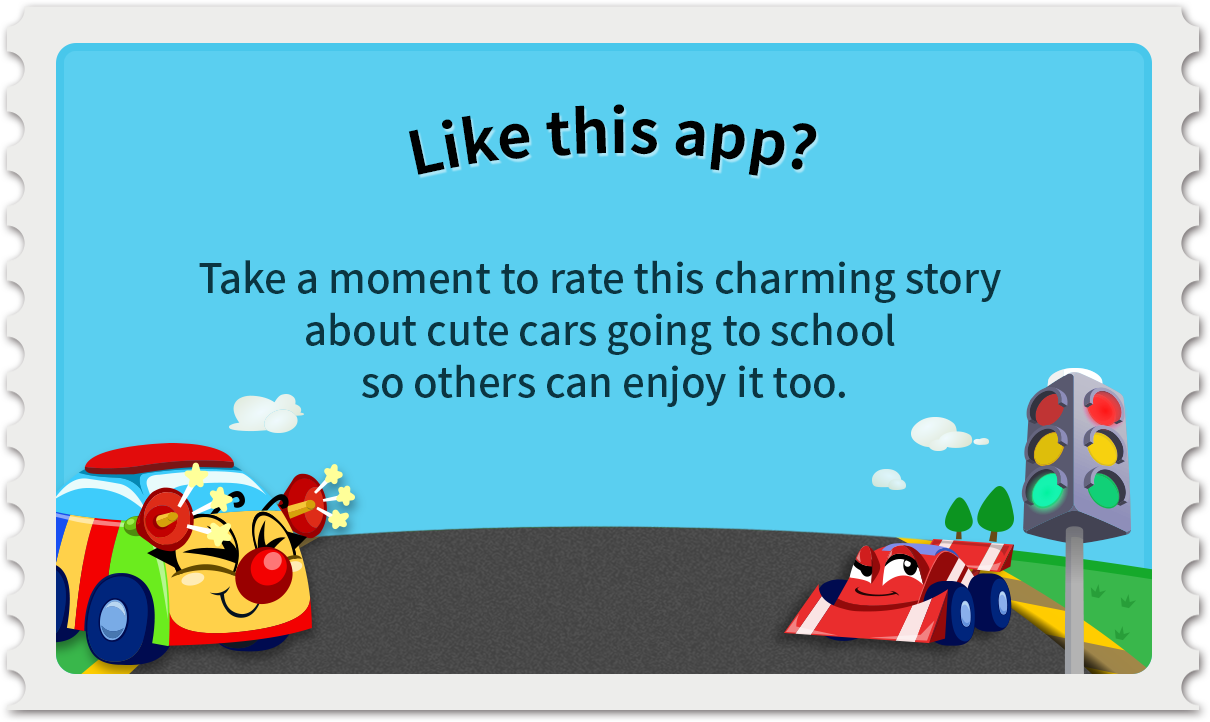 Like this app?
Take a moment to rate this charming story
about cute cars going to school
so others can enjoy it too.